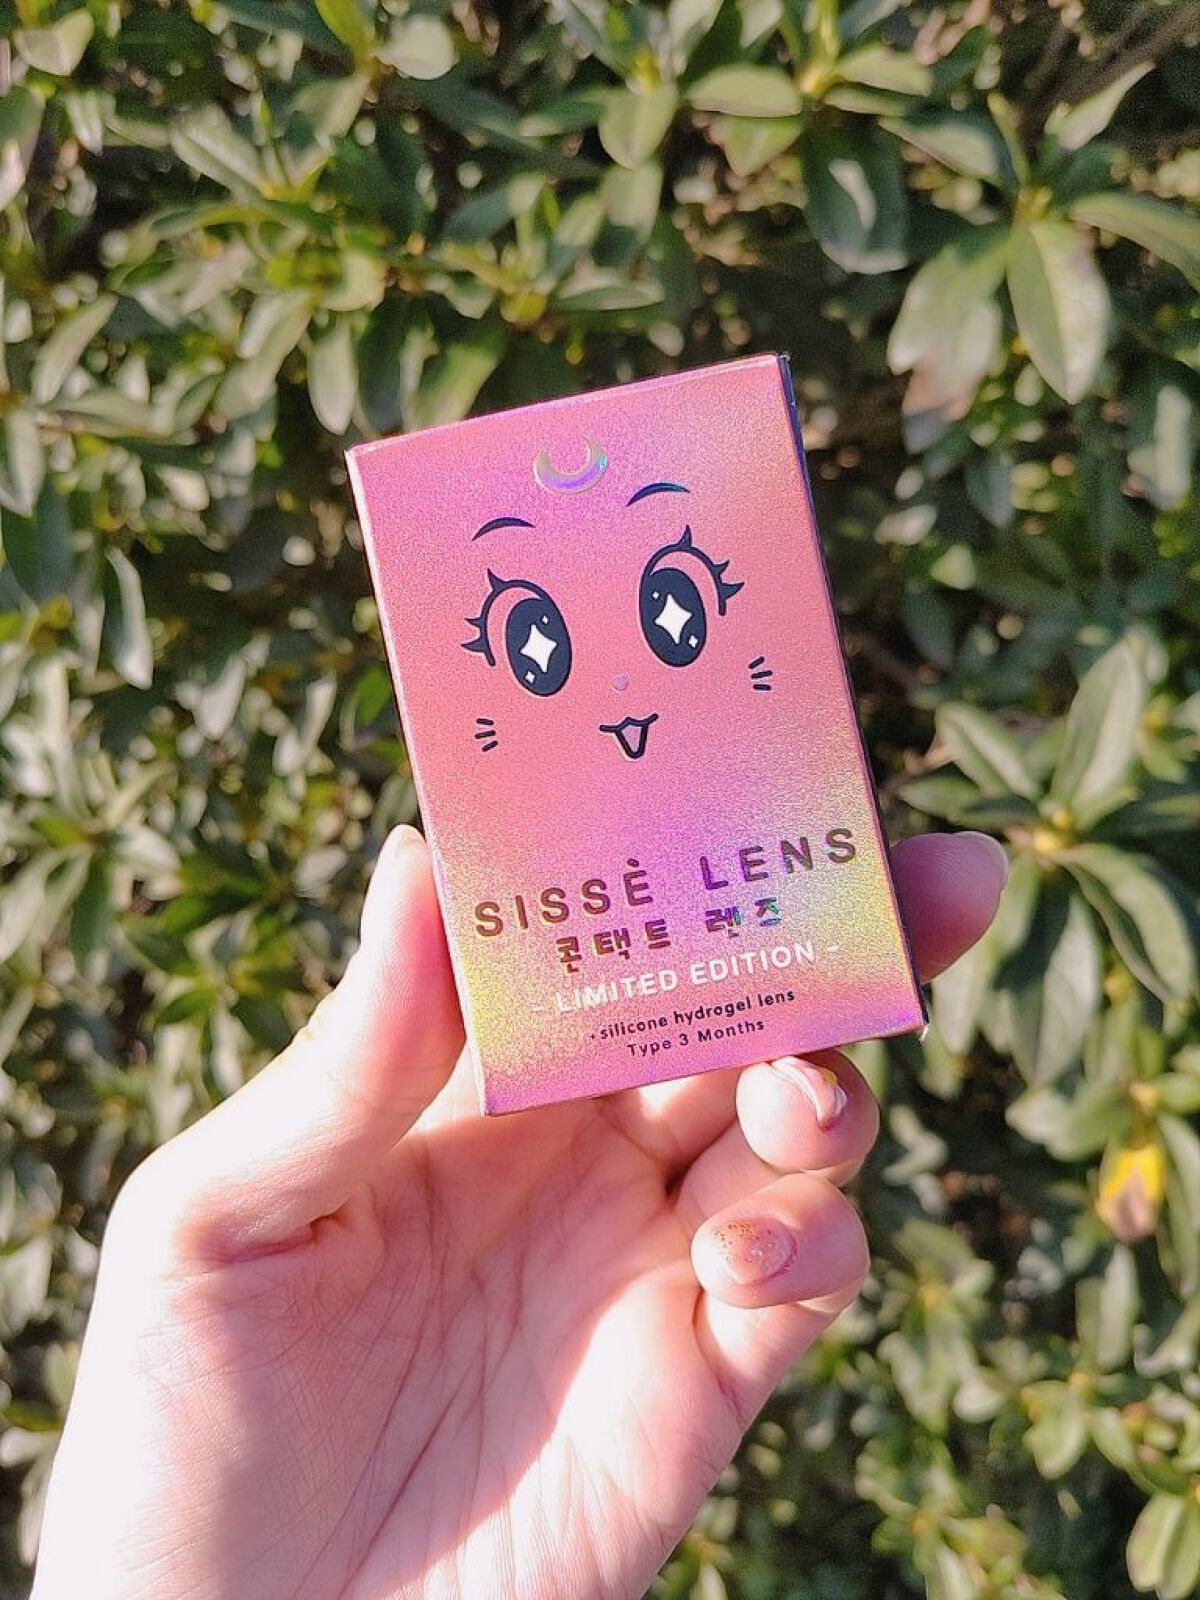 SISSÈ LENS
콘택트 렌즈
- LIMITED EDITION -
• silicone hydrogel lens
Type 3 Months